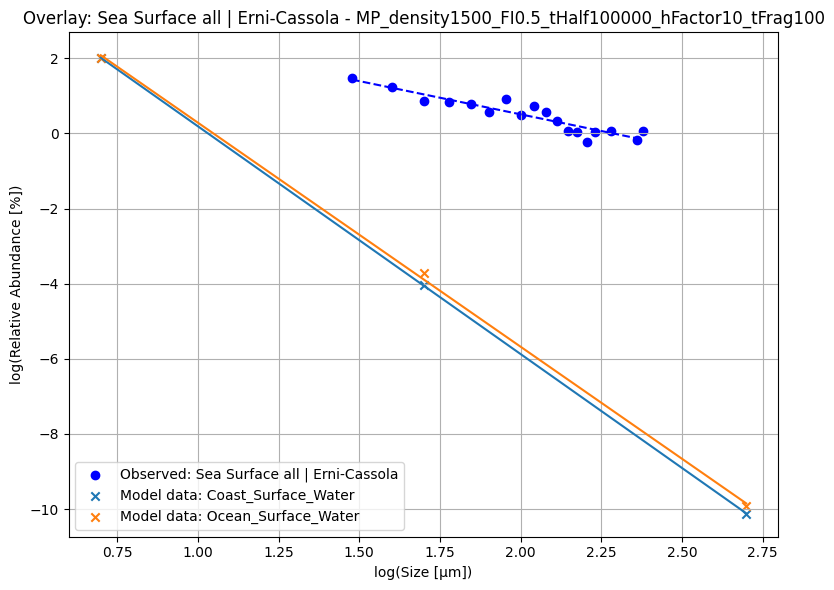 Overlay: Sea Surface all | Erni-Cassola - MP_density1500_FI0.5_tHalf100000_hFactor10_tFrag100
2
0
−2
−4
−6
−8
−10
log(Relative Abundance [%])
Observed: Sea Surface all | Erni-Cassola
Model data: Coast_Surface_Water
Model data: Ocean_Surface_Water
0.75 1.00 1.25 1.50 1.75 2.00 2.25 2.50 2.75
log(Size [µm])